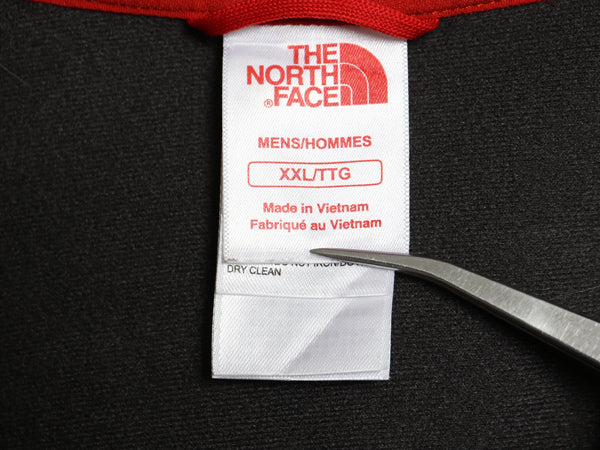 THE
NORTH
® FACE
MENS/HOMMES
XXL/TTG
Made in Vietnam
Fabriqué au Vietnam
DRY CLEAN